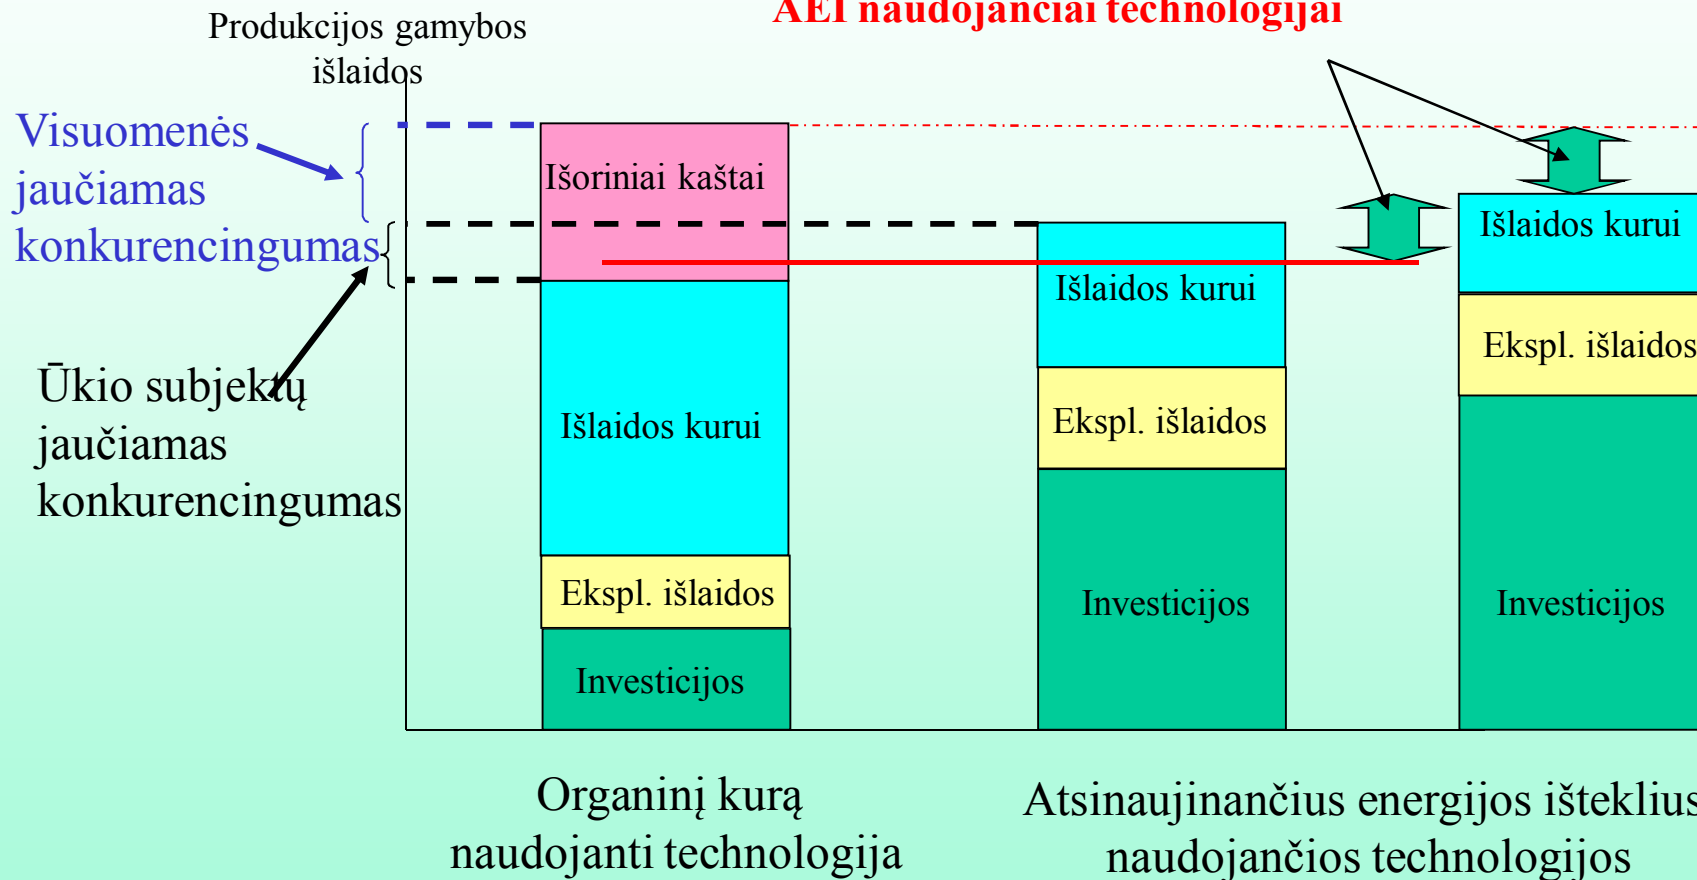 AEI naudojančiai technologijai
Produkcijos gamybos
išlaidos
Visuomenės
jaučiamas
konkurencingumas
Ūkio subjektų
jaučiamas
konkurencingumas
Išoriniai kaštai
Išlaidos kurui
Ekspl. išlaidos
Investicijos
Išlaidos kurui
Ekspl. išlaidos
Investicijos
Išlaidos kurui
Ekspl. išlaidos
Investicijos
Organinį kurą
naudojanti technologija
Atsinaujinančius energijos išteklius
naudojančios technologijos